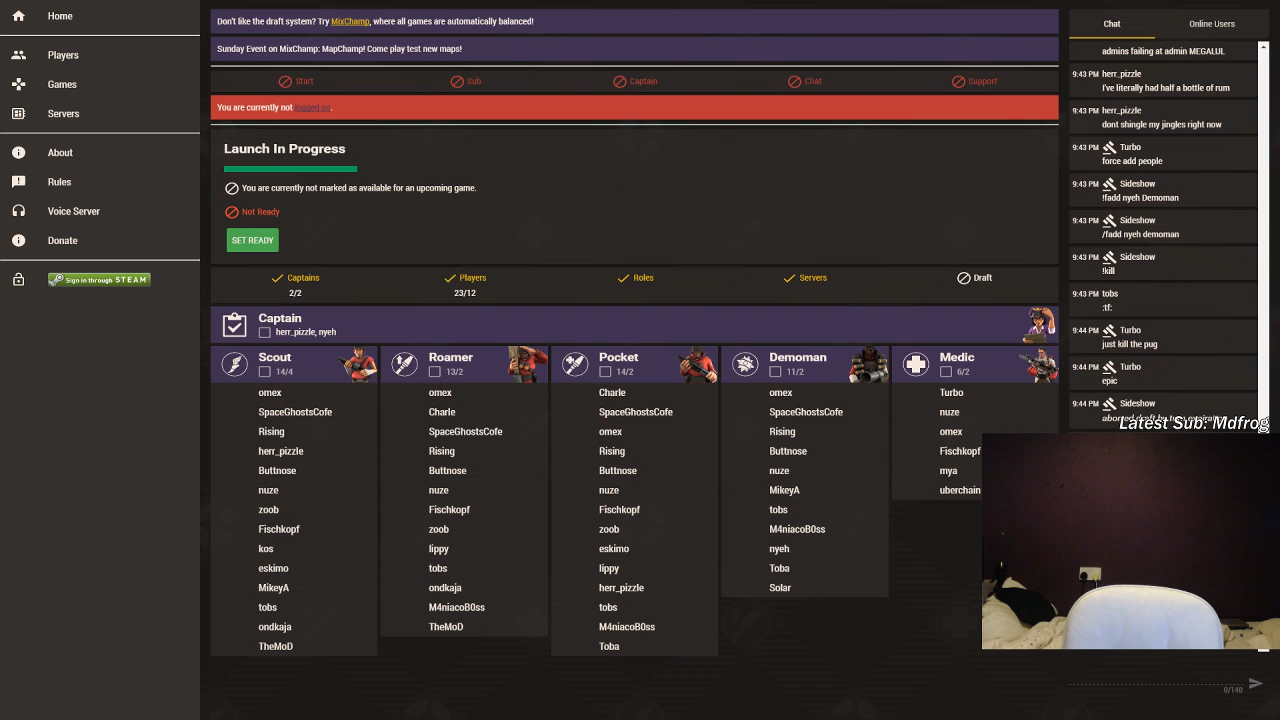 Home
Players
Games
Servers
About
Rules
Voice Server
Donate
Sign in through STEAM
Don't like the draft system? Try MixChamp, where all games are automatically balanced!
Sunday Event on MixChamp: MapChamp! Come play test new maps!
Start Sub Captain Chat Support
You are currently not logged on.
Launch In Progress
You are currently not marked as available for an upcoming game.
Not Ready
SET READY
Captains Players Roles Servers Draft
2/2 23/12
Captain
herr_pizzle, nyeh
Scout
14/4
omex
SpaceGhostsCofe
Rising
herr_pizzle
Buttnose
nuze
zoob
Fischkopf
kos
eskimo
MikeyA
tobs
ondkaja
TheMoD
Roamer
13/2
omex
Charle
SpaceGhostsCofe
Rising
Buttnose
nuze
Fischkopf
zoob
lippy
tobs
ondkaja
M4niacoB0ss
TheMoD
Pocket
14/2
Charle
SpaceGhostsCofe
omex
Rising
Buttnose
nuze
Fischkopf
zoob
eskimo
lippy
herr_pizzle
tobs
M4niacoB0ss
Toba
Demoman
11/2
omex
SpaceGhostsCofe
Rising
Buttnose
nuze
MikeyA
tobs
M4niacoB0ss
nyeh
Toba
Solar
Medic
6/2
Turbo
nuze
omex
Fischkopf
mya
uberchain
Chat Online Users
admins failing at admin MEGALUL
9:43 PM herr_pizzle
I've literally had half a bottle of rum
9:43 PM herr_pizzle
dont shingle my jingles right now
9:43 PM Turbo
force add people
9:43 PM Sideshow
!fadd nyeh Demoman
9:43 PM Sideshow
/fadd nyeh demoman
9:43 PM Sideshow
!kill
9:43 PM tobs
:tf:
9:44 PM Turbo
just kill the pug
9:44 PM Turbo
epic
9:44 PM Sideshow
aborted draft
Latest Sub: Mdfrog
0/140